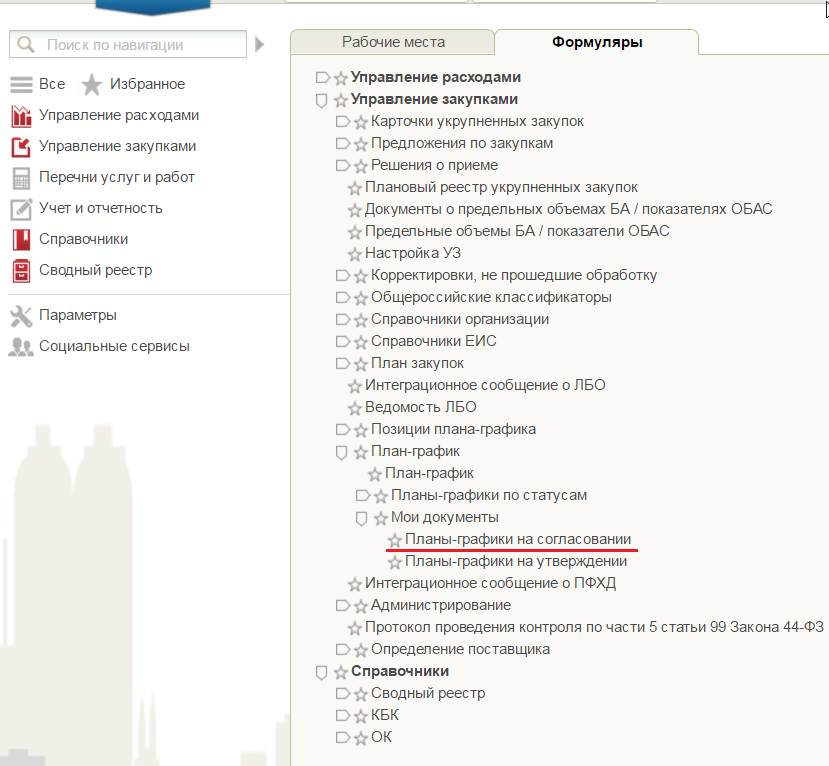 Поиск по навигации
Все
Избранное
Управление расходами
Управление закупками
Перечни услуг и работ
Учет и отчетность
Справочники
Сводный реестр
Параметры
Социальные сервисы
Рабочие места
Формуляры
Управление расходами
Управление закупками
Карточки укрупненных закупок
Предложения по закупкам
Решения о приеме
Плановый реестр укрупненных закупок
Документы о предельных объемах БА / показателях ОБАС
Предельные объемы БА / показатели ОБАС
Настройка УЗ
Корректировки, не прошедшие обработку
Общероссийские классификаторы
Справочники организации
Справочники ЕИС
План закупок
Интеграционное сообщение о ЛБО
Ведомость ЛБО
Позиции плана-графика
План-график
План-график
Планы-графики по статусам
Мои документы
Планы-графики на согласовании
Планы-графики на утверждении
Интеграционное сообщение о ПФХД
Администрирование
Протокол проведения контроля по части 5 статьи 99 Закона 44-ФЗ
Определение поставщика
Справочники
Сводный реестр
КБК
ОК